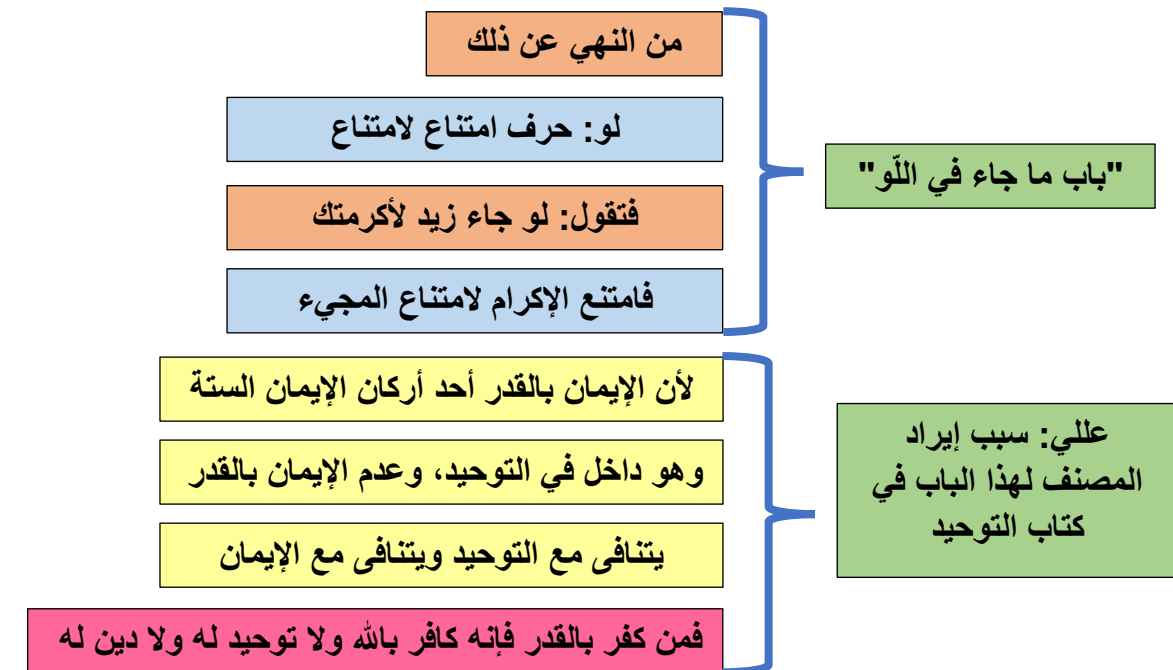 "باب ما جاء في اللّو"
من النهي عن ذلك
لو: حرف امتناع لامتناع
فتقول: لو جاء زيد لأكرمتك
فامتنع الإكرام لامتناع المجيء
عللي: سبب إيراد
المصنف لهذا الباب في
كتاب التوحيد
لأن الإيمان بالقدر أحد أركان الإيمان الستة
وهو داخل في التوحيد، وعدم الإيمان بالقدر
يتنافى مع التوحيد ويتنافى مع الإيمان
فمن كفر بالقدر فإنه كافر بالله ولا توحيد له ولا دين له